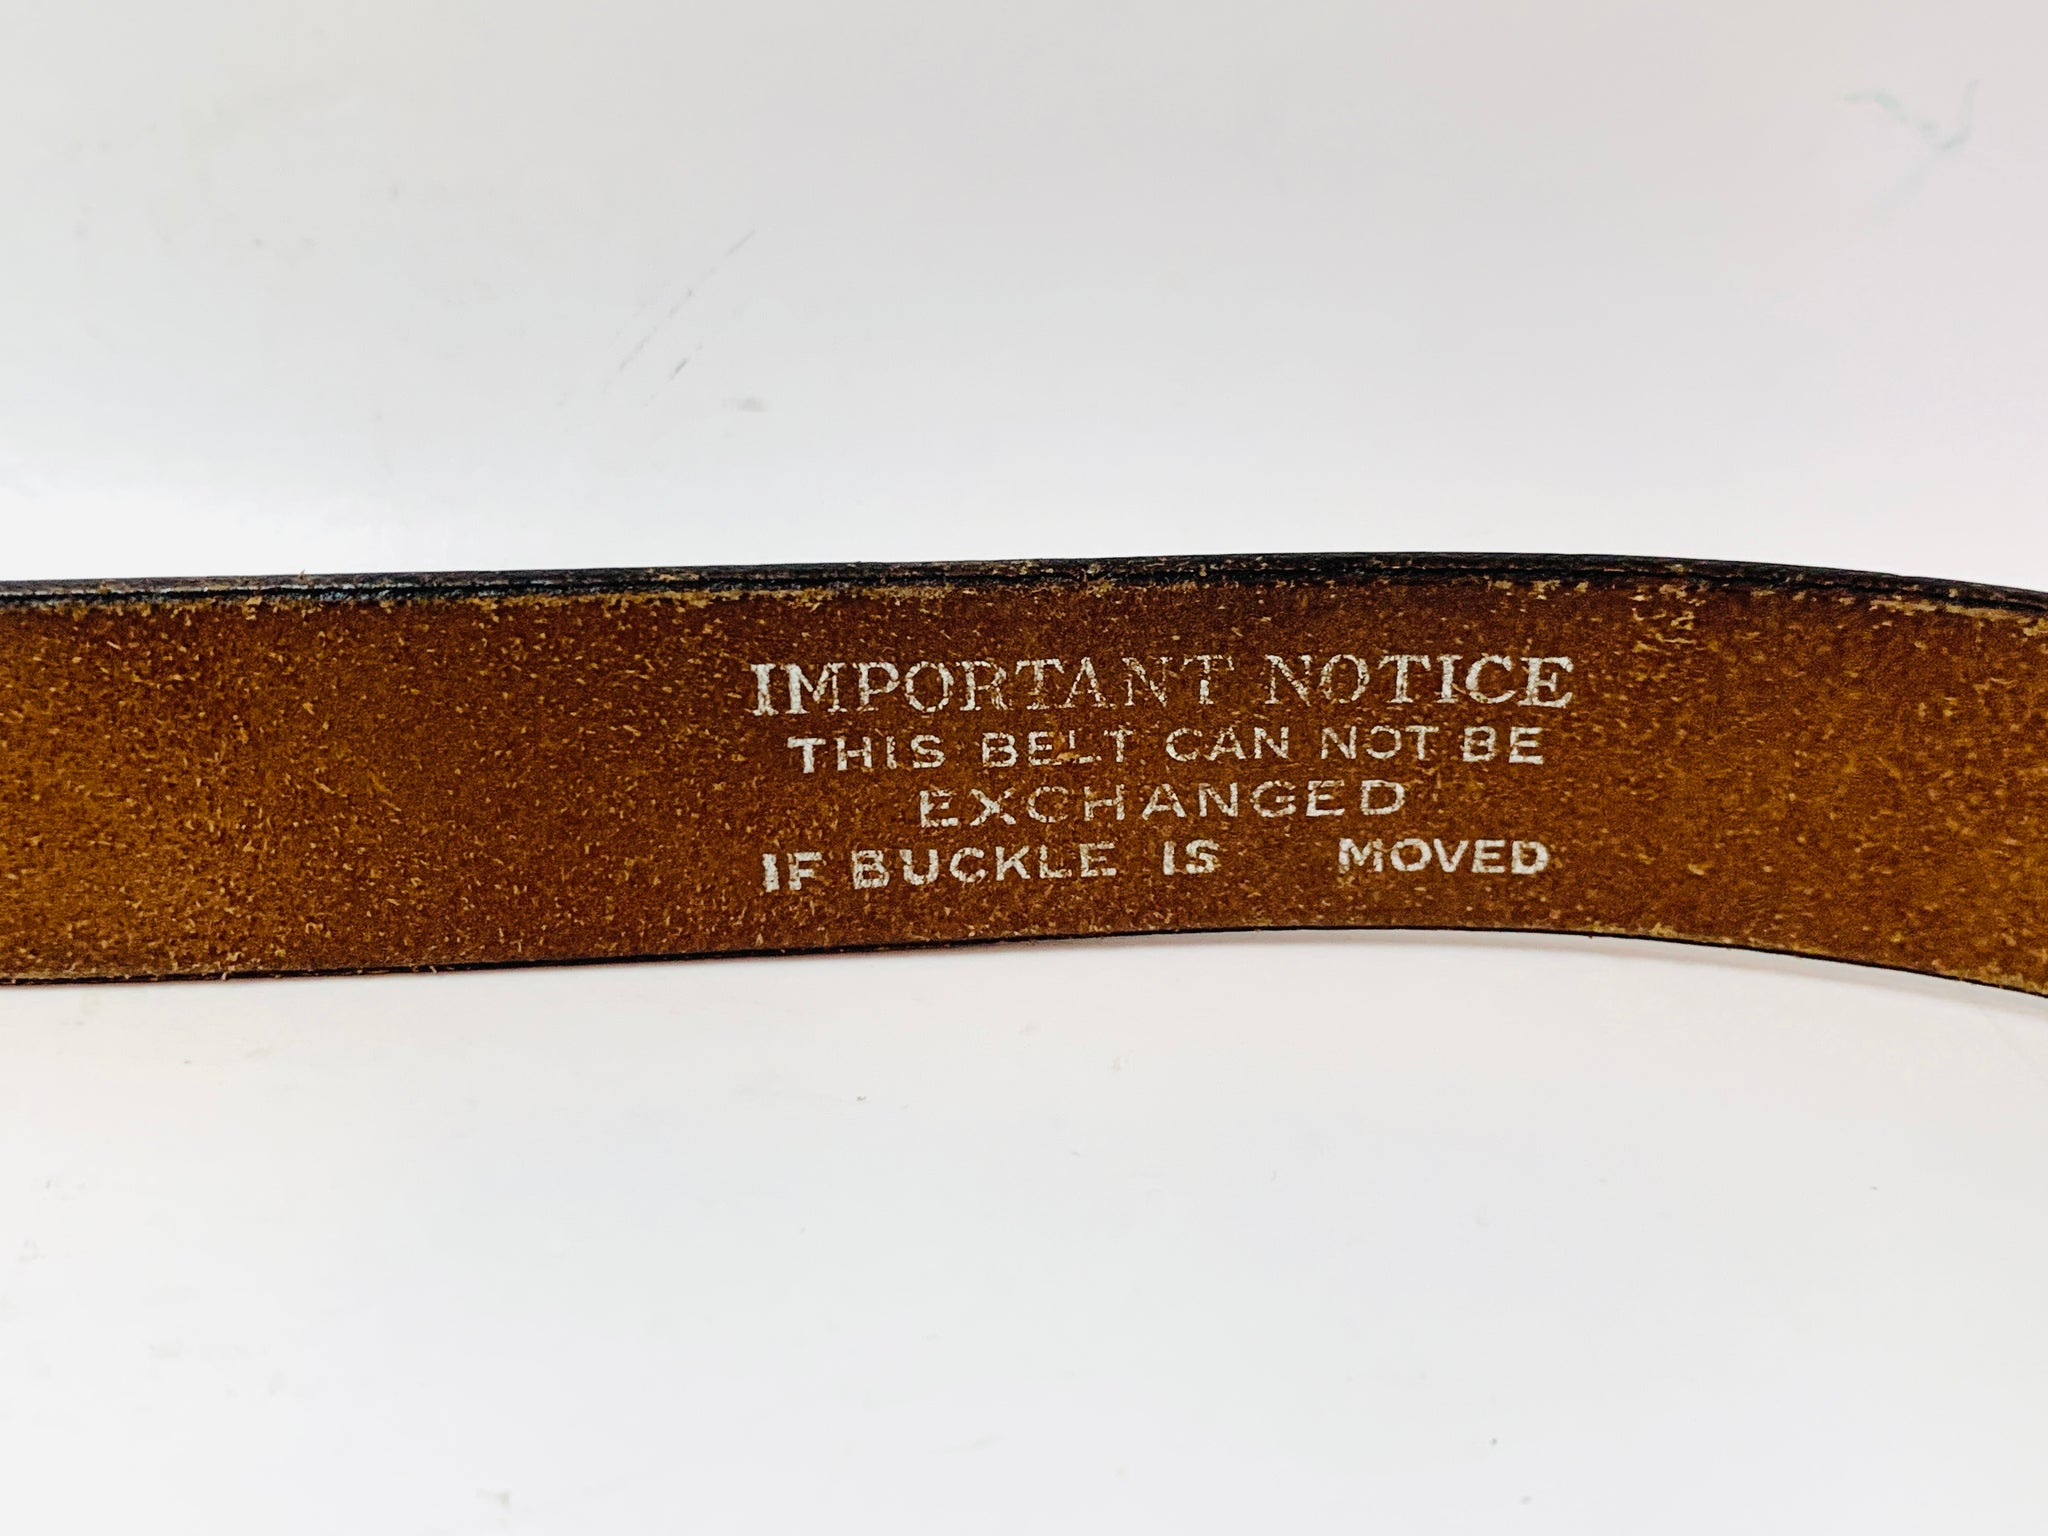 IMPORTANT NOTICE
THIS BELT CAN NOT BE
EXCHANGED
IF BUCKLE IS MOVED